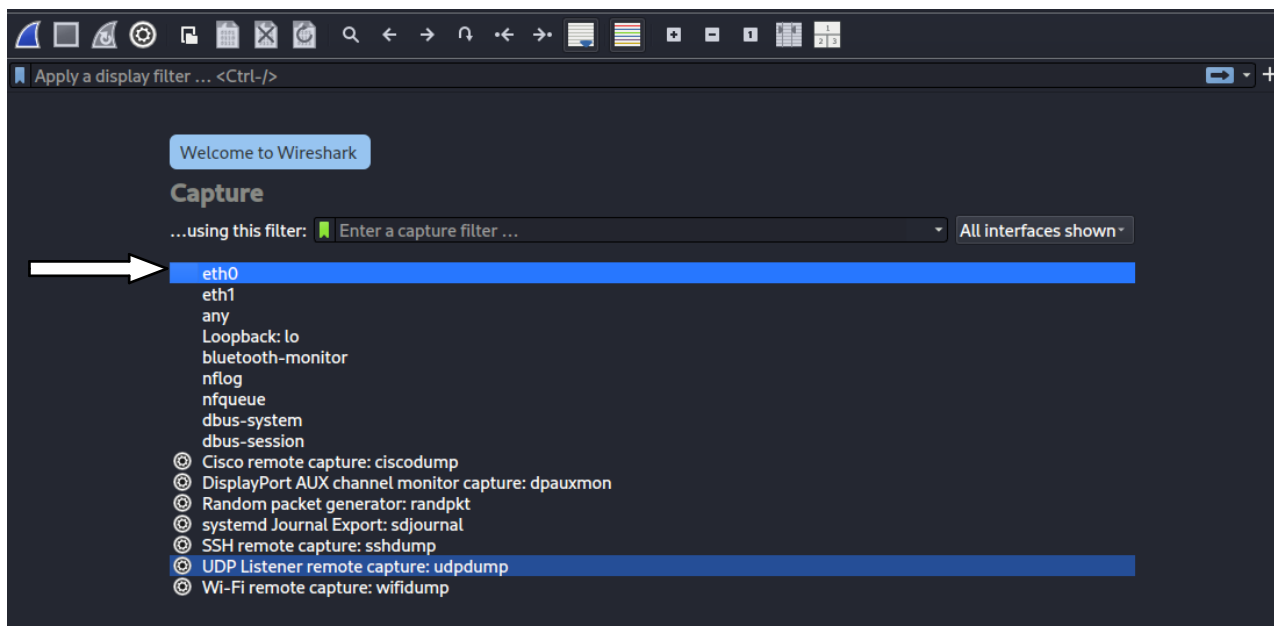 Apply a display filter … <Ctrl-/>
Welcome to Wireshark
Capture
…using this filter: Enter a capture filter … All interfaces shown
eth0
eth1
any
Loopback: lo
bluetooth-monitor
nflog
nfqueue
dbus-system
dbus-session
Cisco remote capture: ciscodump
DisplayPort AUX channel monitor capture: dpauxmon
Random packet generator: randpkt
systemd Journal Export: sdjournal
SSH remote capture: sshdump
UDP Listener remote capture: udpdump
Wi-Fi remote capture: wifidump